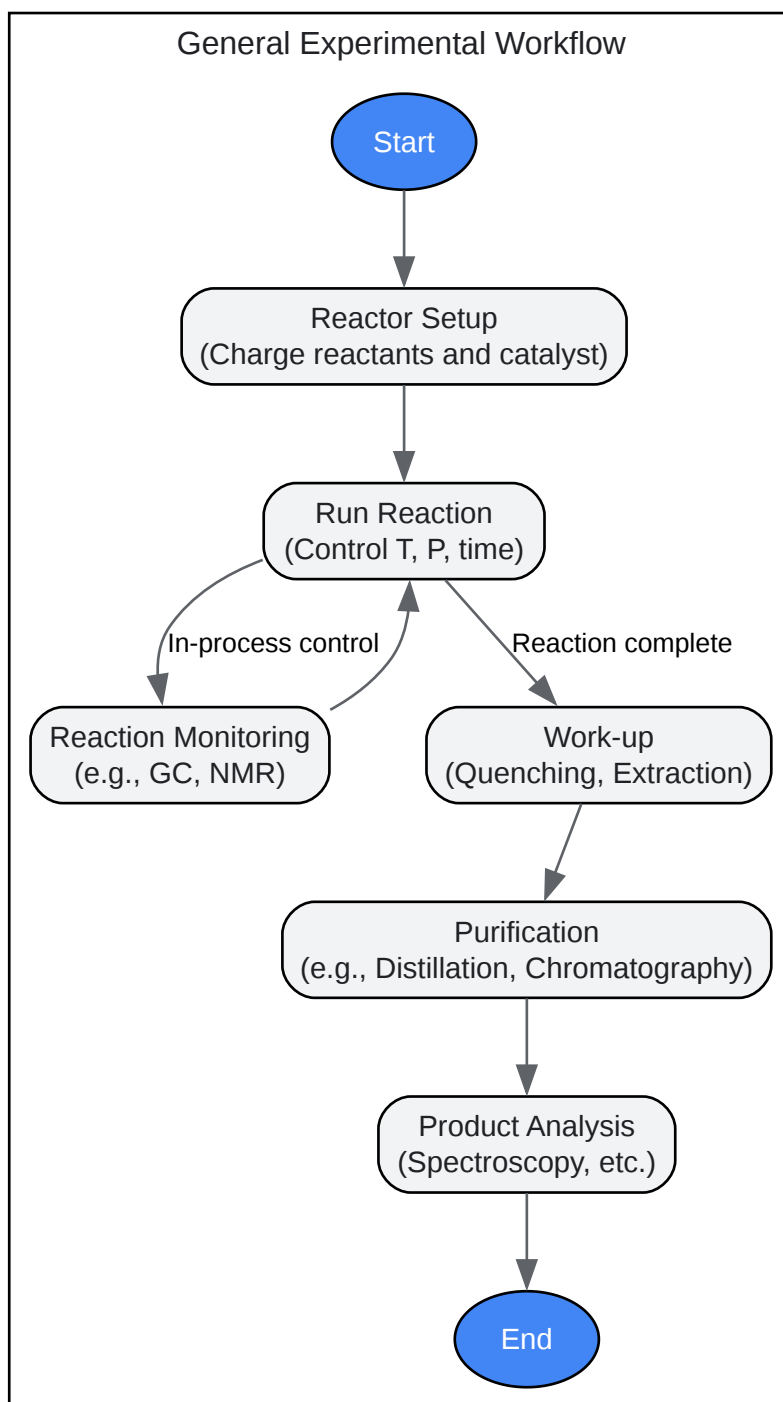 General Experimental Workflow
Start
Reactor Setup
(Charge reactants and catalyst)
Run Reaction
(Control T, P, time)
In-process control
Reaction complete
Reaction Monitoring
(e.g., GC, NMR)
Work-up
(Quenching, Extraction)
Purification
(e.g., Distillation, Chromatography)
Product Analysis
(Spectroscopy, etc.)
End